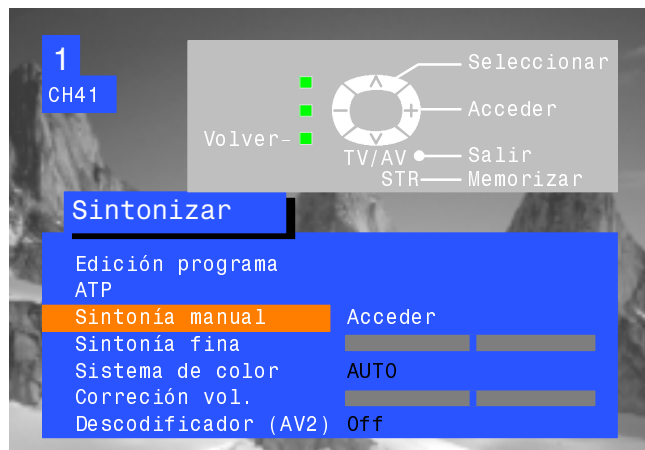 1
CH41
Seleccionar
Acceder
Volver
TV/AV Salir
STR Memorizar
Sintonizar
Edición programa
ATP
Sintonía manual Acceder
Sintonía fina
Sistema de color AUTO
Correción vol.
Descodificador (AV2) Off